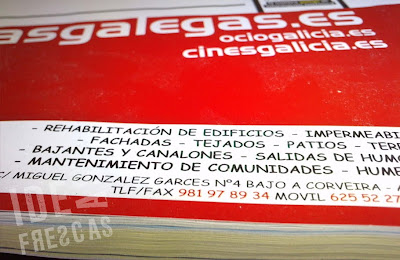 asgalegas.es
ociogalicia.es
cinesgalicia.es
- REHABILITACIÓN DE EDIFICIOS - IMPERMEABI
- FACHADAS - TEJADOS - PATIOS - TERR
- BAJANTES Y CANALONES - SALIDAS DE HUMO
- MANTENIMIENTO DE COMUNIDADES - HUME
C/ MIGUEL GONZALEZ GARCES Nº4 BAJO A CORVEIRA - A
TLF/FAX 981 97 89 34 MOVIL 625 52 27
IDEAS
FRESCAS